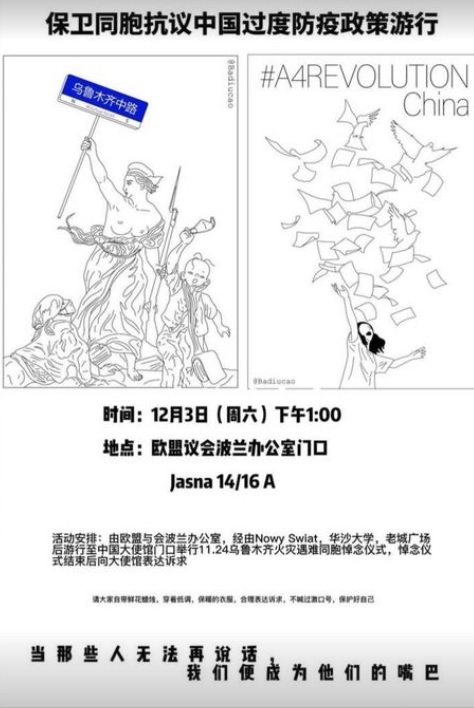 保卫同胞抗议中国过度防疫政策游行
乌鲁木齐中路
@Badiucao
#A4REVOLUTION
China
@Badiucao
时间：12月3日（周六）下午1:00
地点：欧盟议会波兰办公室门口
Jasna 14/16 A
活动安排：由欧盟与会波兰办公室，经由Nowy Swiat，华沙大学，老城广场
后游行至中国大使馆门口举行11.24乌鲁木齐火灾遇难同胞悼念仪式，悼念仪
式结束后向大使馆表达诉求
请大家自带鲜花蜡烛，穿着低调，保暖的衣服，合理表达诉求，不喊过激口号，保护好自己
当那些人无法再说话，
我们便成为他们的嘴巴